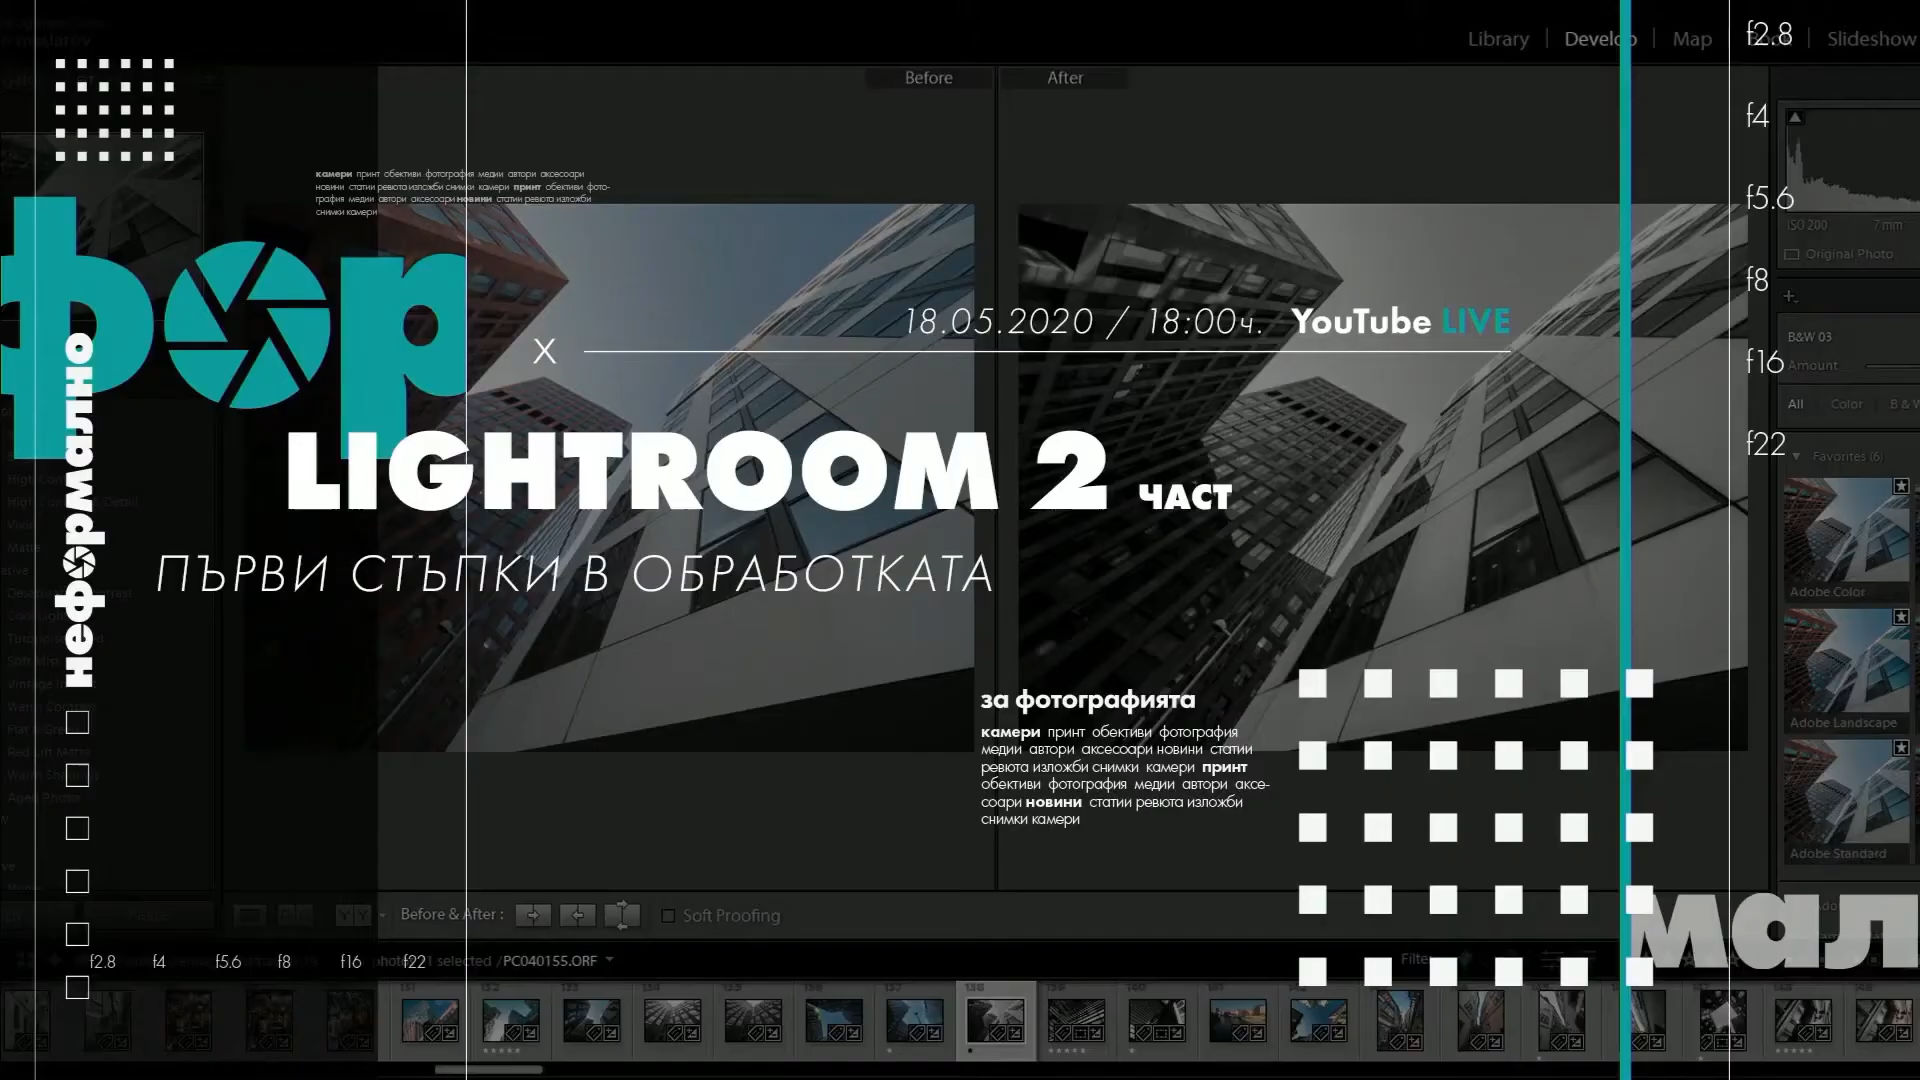 Library | Develop | Map | Slideshow
f2.8
Before
After
f4
камери принт обективи фотография медии автори аксесоари
новини статии ревюта изложби снимки камери принт обективи фото-
графия медии автори аксесоари новини статии ревюта изложби
снимки камери
f5.6
ISO 200 7 mm
Original Photo
фор
f8
18.05.2020 / 18:00ч. YouTube LIVE
X
B&W 03
f16
Amount
All Color B & W
неформално
LIGHTROOM 2 ЧАСТ
f22
Favorites (6)
ПЪРВИ СТЪПКИ В ОБРАБОТКАТА
Adobe Color
за фотографията
камери принт обективи фотография
медии автори аксесоари новини статии
ревюта изложби снимки камери принт
обективи фотография медии автори аксе-
соари новини статии ревюта изложби
снимки камери
Adobe Landscape
Adobe Standard
Before & After :
Soft Proofing
мал
f2.8 f4 f5.6 f8 f16 f22
selected / PC040155.ORF
Filter